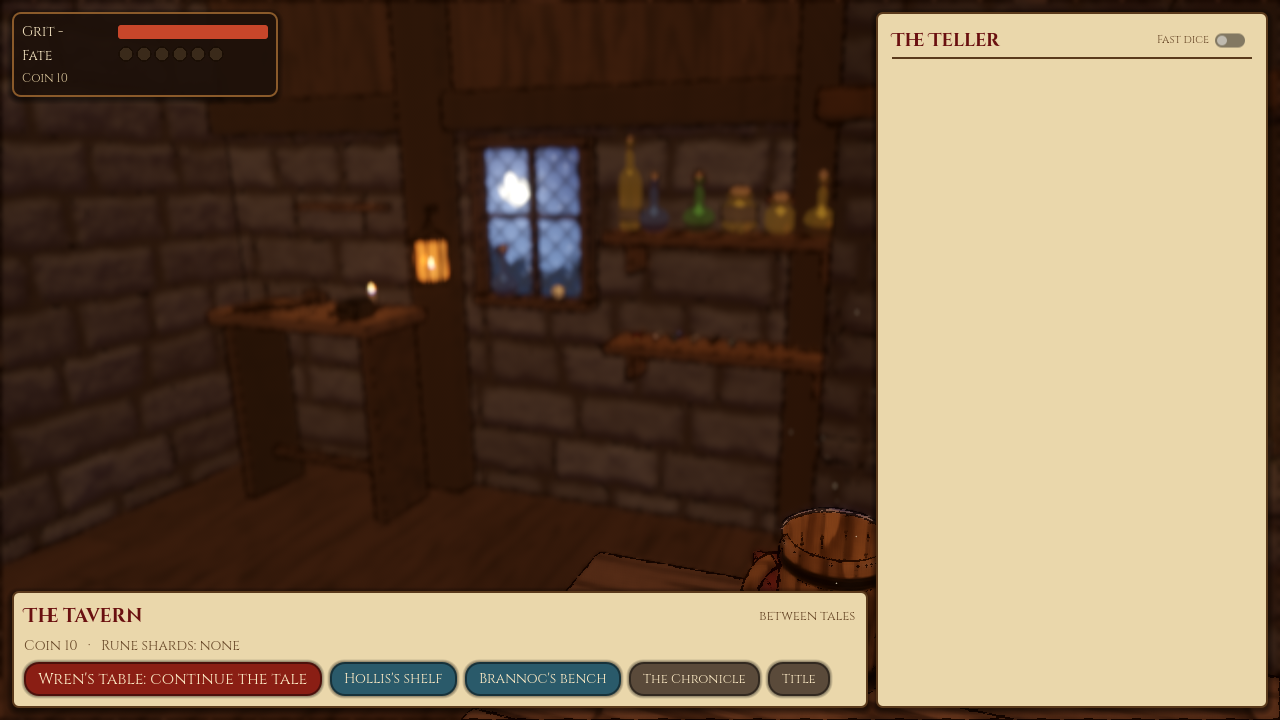 Grit -
Fate
Coin 10
The Teller
Fast dice
The Tavern
between tales
Coin 10 · Rune shards: none
Wren's table: continue the tale
Hollis's shelf
Brannoc's bench
The Chronicle
Title